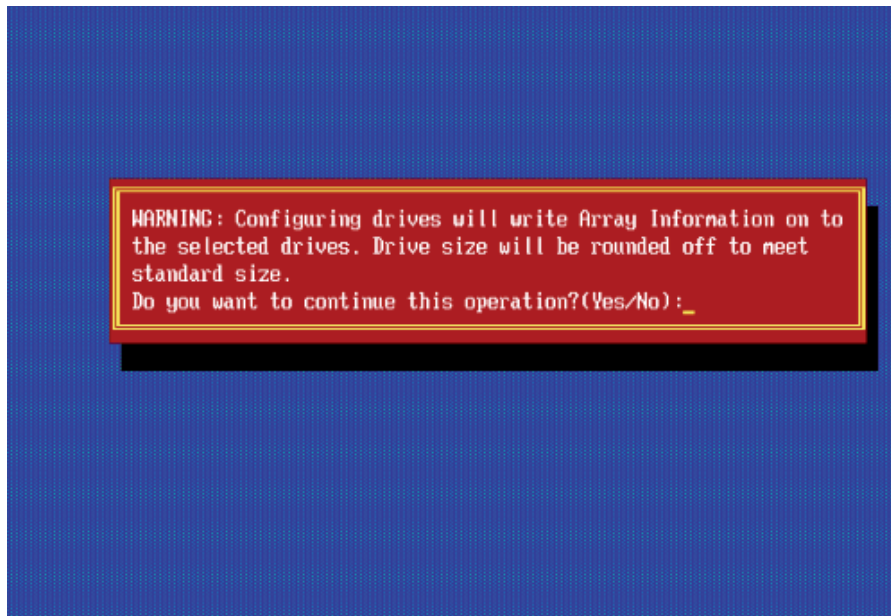 WARNING: Configuring drives will write Array Information on to
the selected drives. Drive size will be rounded off to meet
standard size.
Do you want to continue this operation?(Yes/No):_